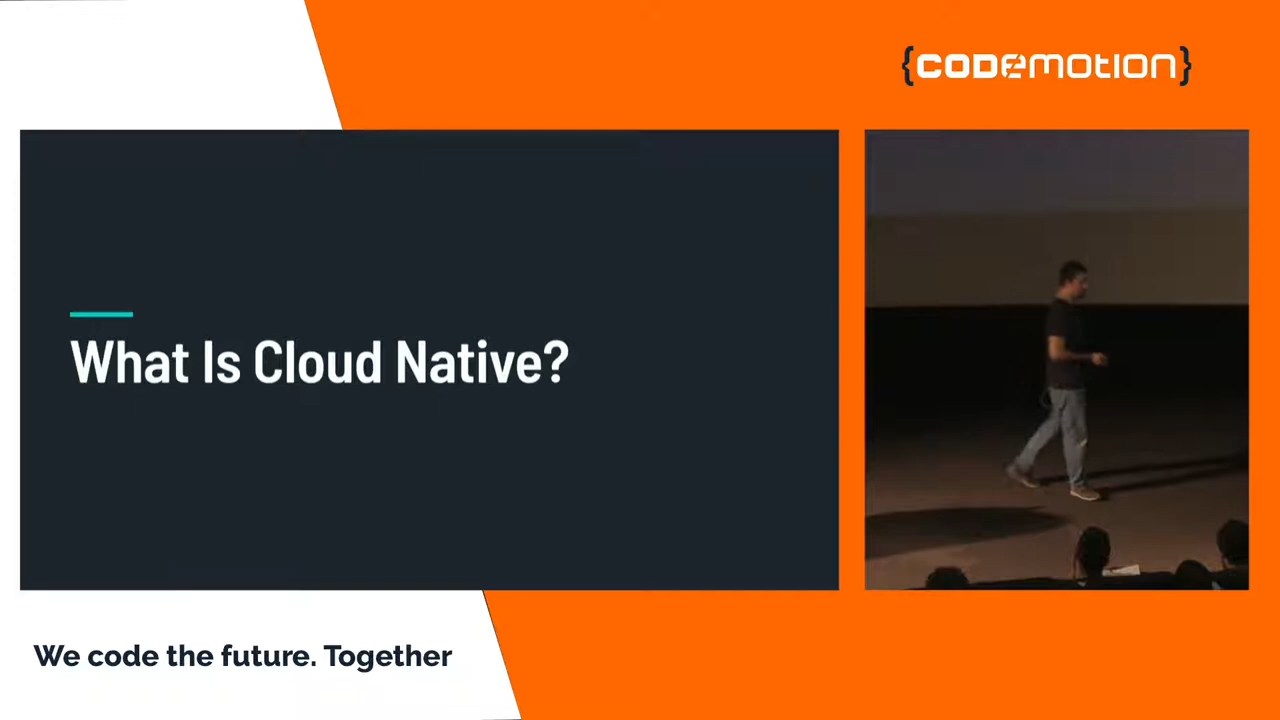 {CODEMOTION}
What Is Cloud Native?
We code the future. Together